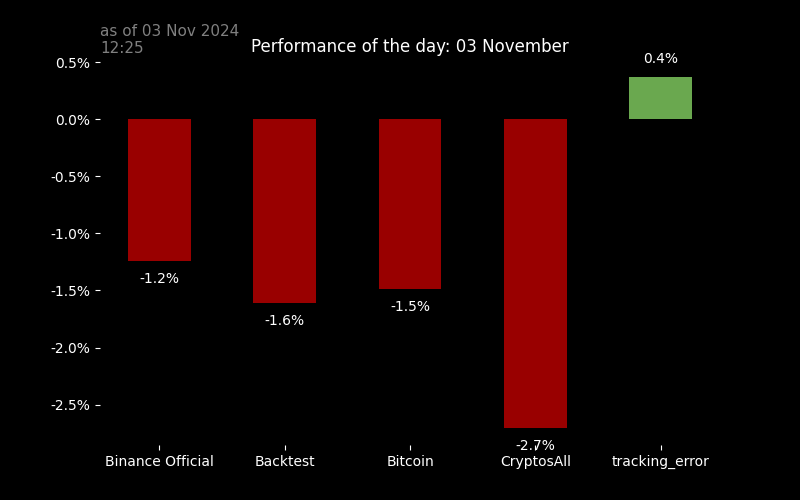 as of 03 Nov 2024
12:25
Performance of the day: 03 November
0.5%
0.0%
-0.5%
-1.0%
-1.5%
-2.0%
-2.5%
-1.2%
-1.6%
-1.5%
-2.7%
0.4%
Binance Official
Backtest
Bitcoin
CryptosAll
tracking_error